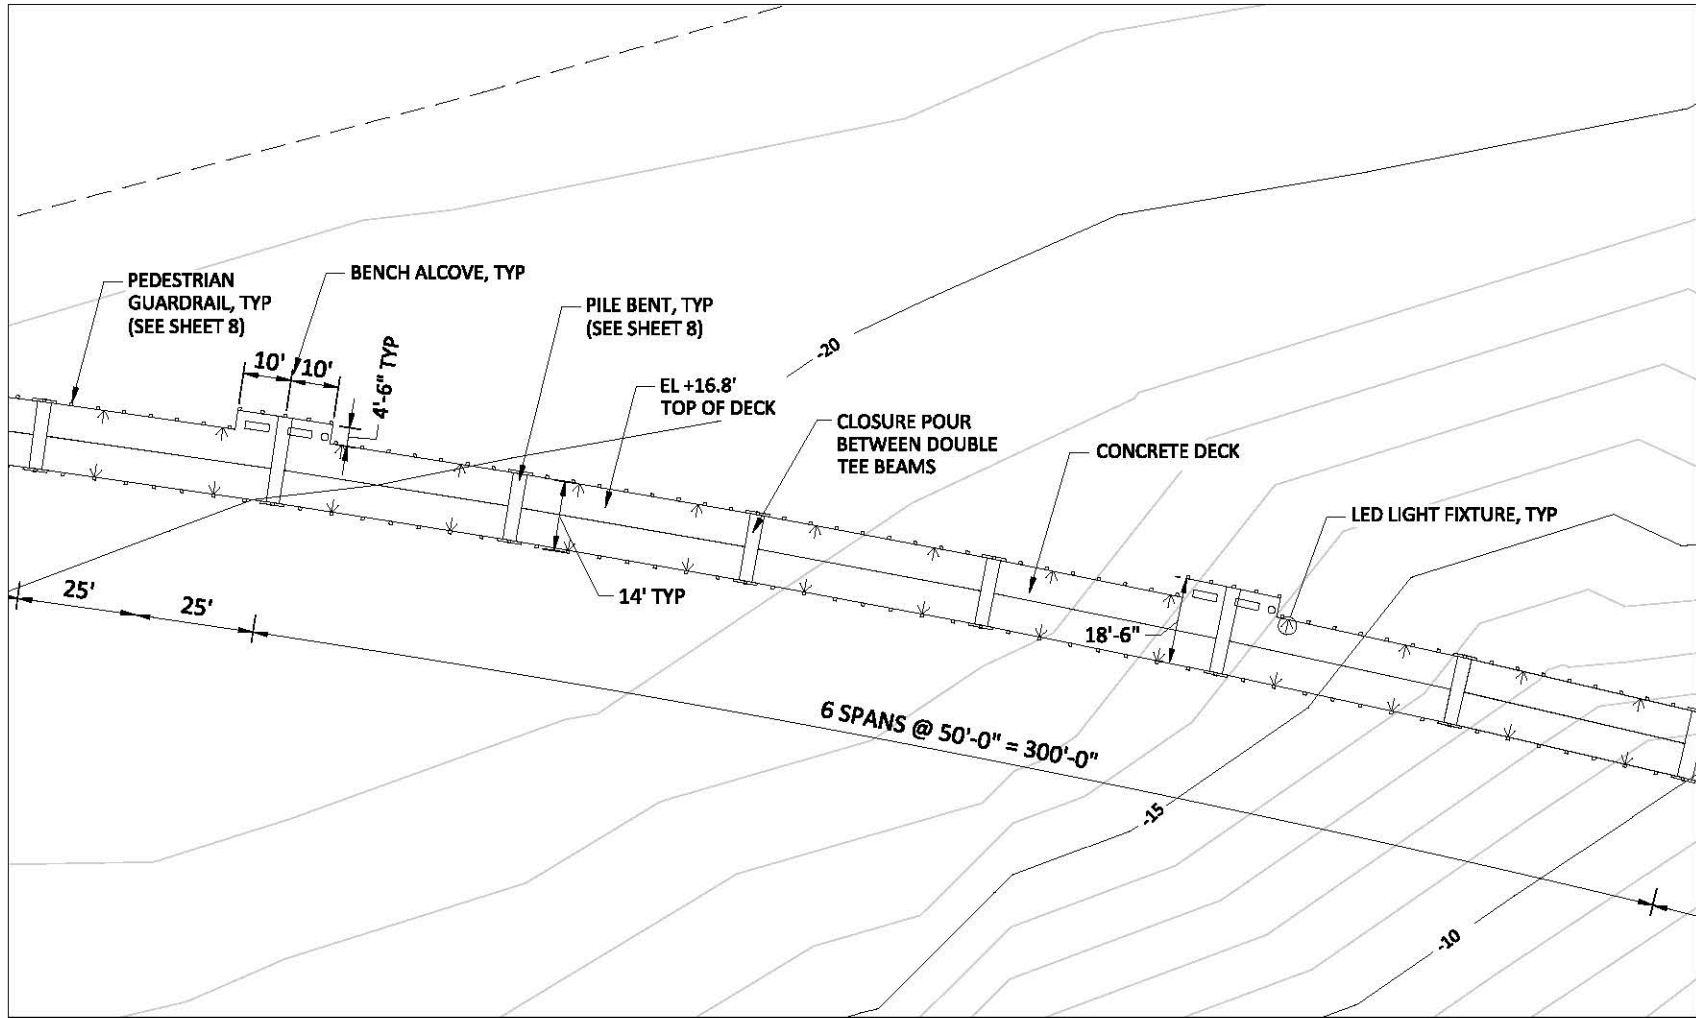 PEDESTRIAN
GUARDRAIL, TYP
(SEE SHEET 8)
BENCH ALCOVE, TYP
10'
10'
4'-6" TYP
PILE BENT, TYP
(SEE SHEET 8)
EL +16.8'
TOP OF DECK
-20
CLOSURE POUR
BETWEEN DOUBLE
TEE BEAMS
CONCRETE DECK
LED LIGHT FIXTURE, TYP
25'
25'
14' TYP
18'-6"
6 SPANS @ 50'-0" = 300'-0"
-15
-10